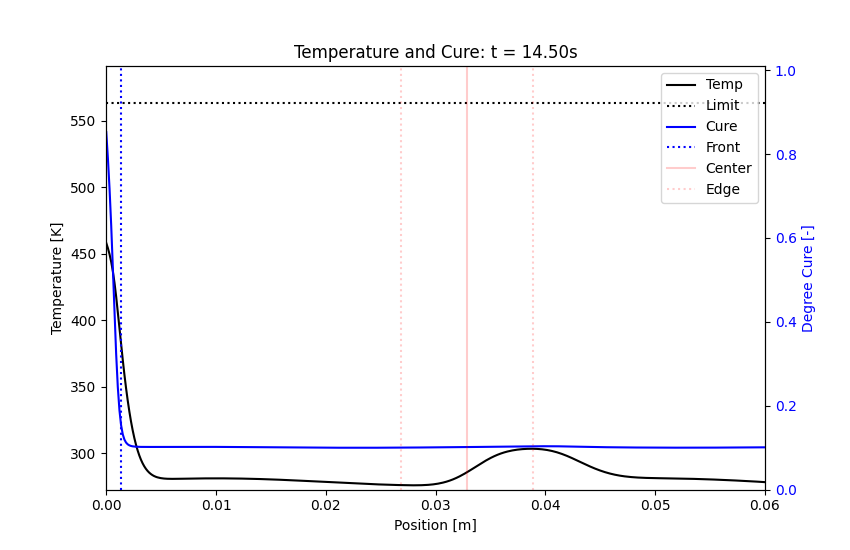 Temperature and Cure: t = 14.50s
Temp
Limit
Cure
Front
Center
Edge
Temperature [K]
550
500
450
400
350
300
Degree Cure [-]
1.0
0.8
0.6
0.4
0.2
0.0
0.00
0.01
0.02
0.03
0.04
0.05
0.06
Position [m]